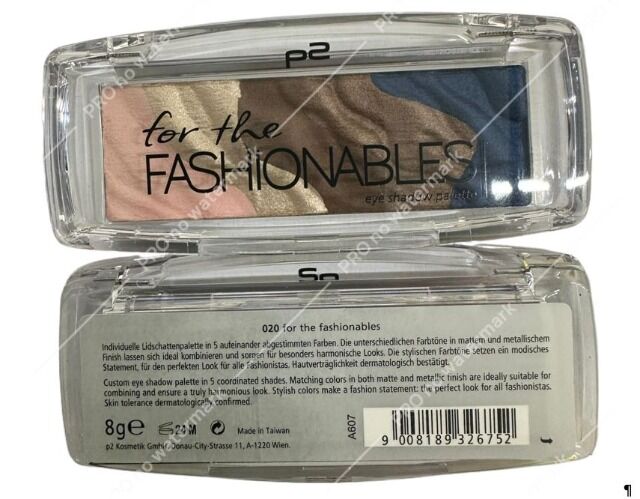 p2
for the
FASHIONABLES
eye shadow palette
p2
020 for the fashionables
Individuelle Lidschattenpalette in 5 aufeinander abgestimmten Farben. Die unterschiedlichen Farbtöne in mattem und metallischem
Finish lassen sich ideal kombinieren und sorgen für besonders harmonische Looks. Die stylischen Farbtöne setzen ein modisches
Statement, für den perfekten Look für alle Fashionistas. Hautverträglichkeit dermatologisch bestätigt.
Custom eye shadow palette in 5 coordinated shades. Matching colors in both matte and metallic finish are ideally suitable for
combining and ensure a truly harmonious look. Stylish colors make a fashion statement: the perfect look for all fashionistas.
Skin tolerance dermatologically confirmed.
8g e 24 M Made in Taiwan
p2 Kosmetik GmbH, Donau-City-Strasse 11, A-1220 Wien.
A607
9 008189 326752
PRO no watermark
¶